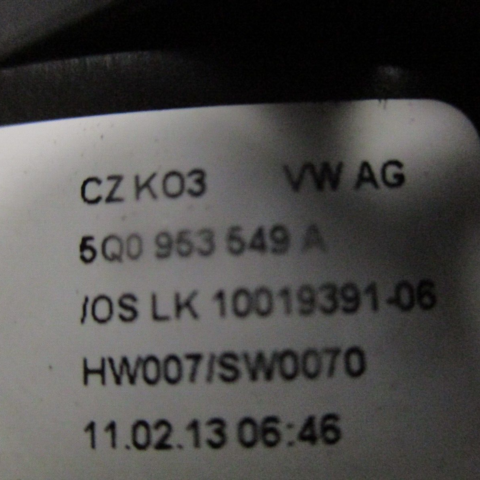 CZ KO3 VW AG
5Q0 953 549 A
/OS LK 10019391-06
HW007/SW0070
11.02.13 06:46